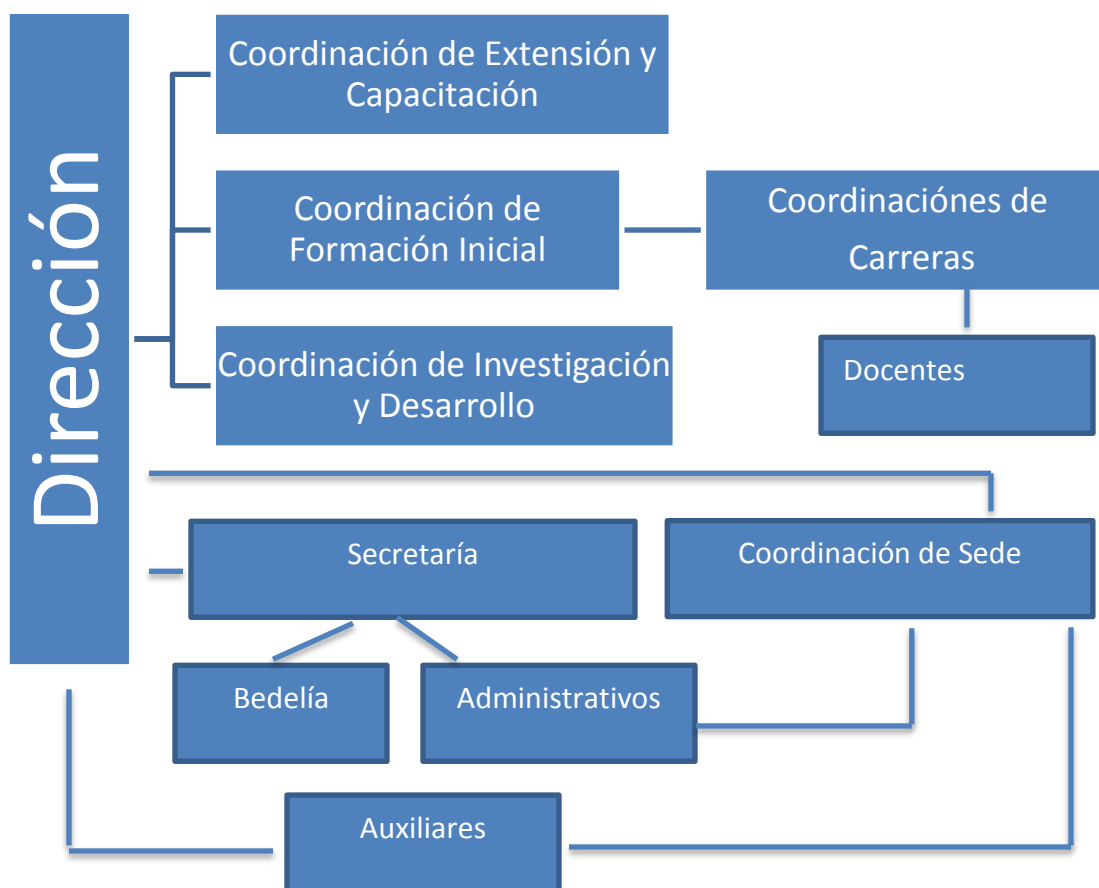 Dirección
Coordinación de Extensión y
Capacitación
Coordinación de
Formación Inicial
Coordinaciónes de
Carreras
Coordinación de Investigación
y Desarrollo
Docentes
Secretaría
Coordinación de Sede
Bedelía
Administrativos
Auxiliares